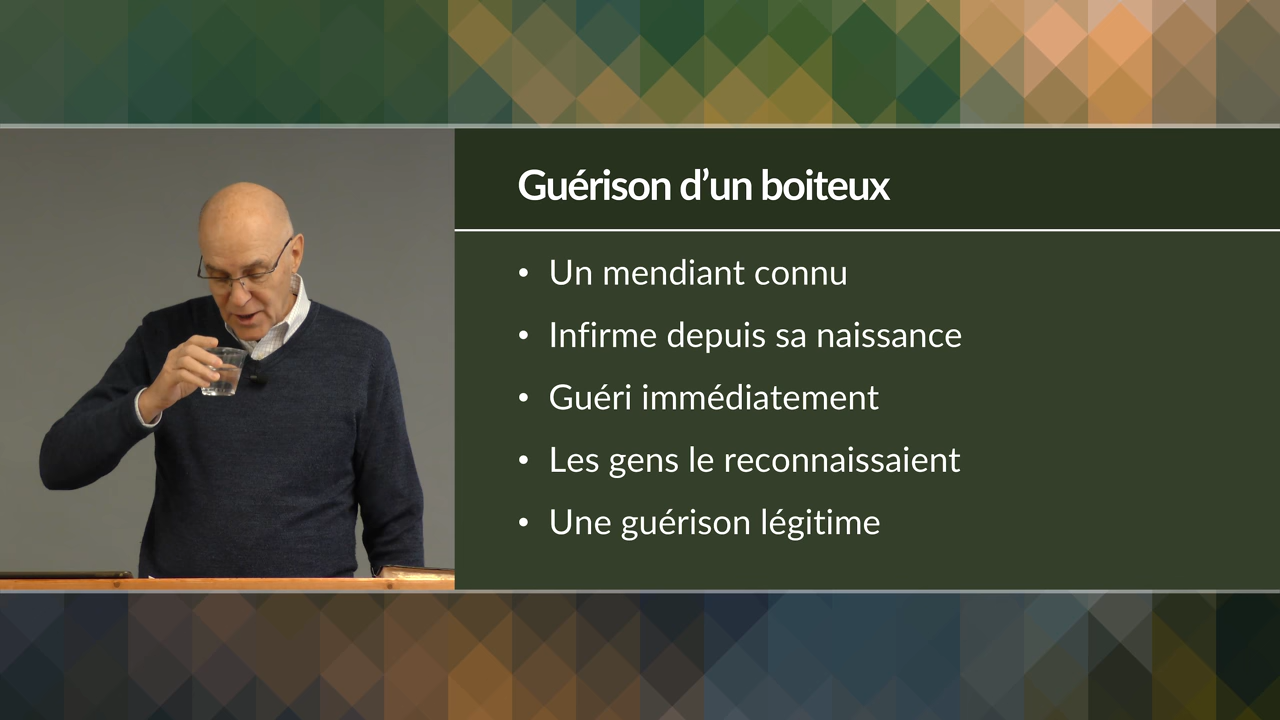 Guérison d’un boiteux
• Un mendiant connu
• Infirme depuis sa naissance
• Guéri immédiatement
• Les gens le reconnaissaient
• Une guérison légitime